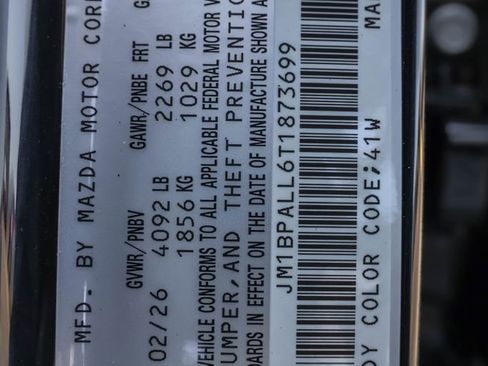 MFD. BY MAZDA MOTOR COR
02/26
GVWR/PNBV
4092 LB
1856 KG
GAWR/PNBE FRT
2269 LB
1029 KG
VEHICLE CONFORMS TO ALL APPLICABLE FEDERAL MOTOR V
UMPER, AND THEFT PREVENTIO
ARDS IN EFFECT ON THE DATE OF MANUFACTURE SHOWN A
JM1BPALL6T1873699
DY COLOR CODE;41W
MA